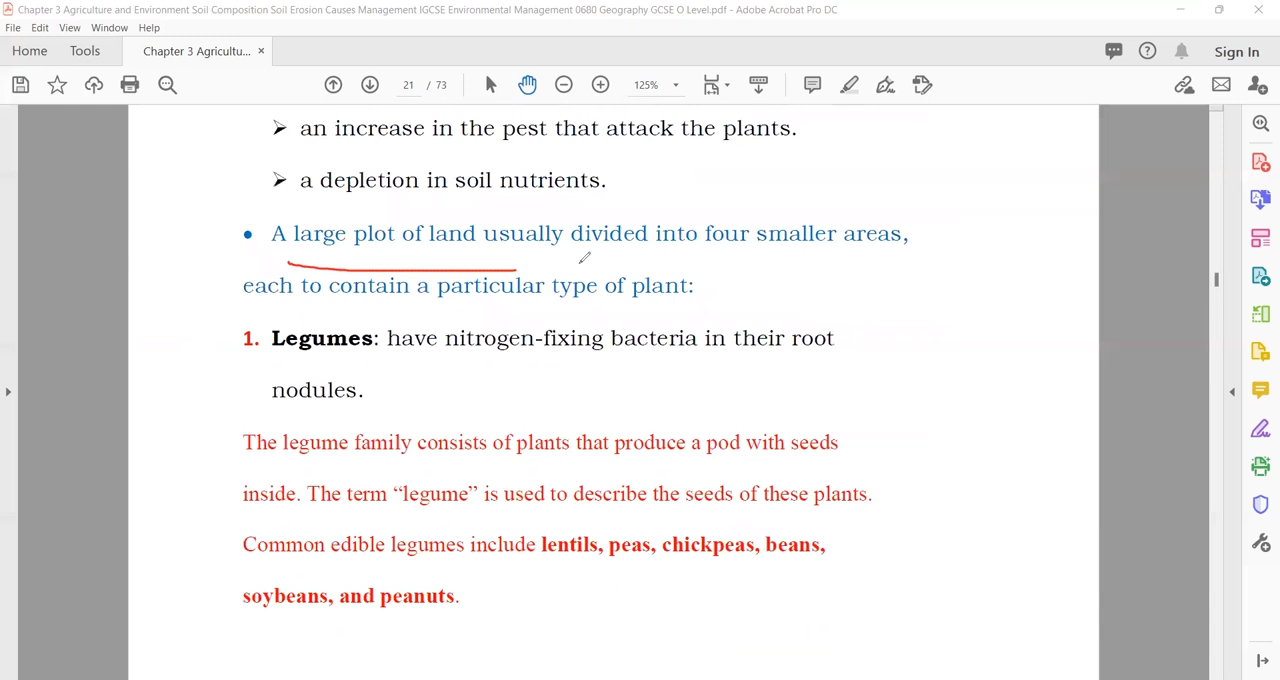 Chapter 3 Agriculture and Environment Soil Composition Soil Erosion Causes Management IGCSE Environmental Management 0680 Geography GCSE O Level.pdf - Adobe Acrobat Pro DC
File Edit View Window Help
Home Tools Chapter 3 Agricultu... × Sign In
21 / 73 125%
➢ an increase in the pest that attack the plants.
➢ a depletion in soil nutrients.
• A large plot of land usually divided into four smaller areas,
each to contain a particular type of plant:
1. Legumes: have nitrogen-fixing bacteria in their root
nodules.
The legume family consists of plants that produce a pod with seeds
inside. The term “legume” is used to describe the seeds of these plants.
Common edible legumes include lentils, peas, chickpeas, beans,
soybeans, and peanuts.